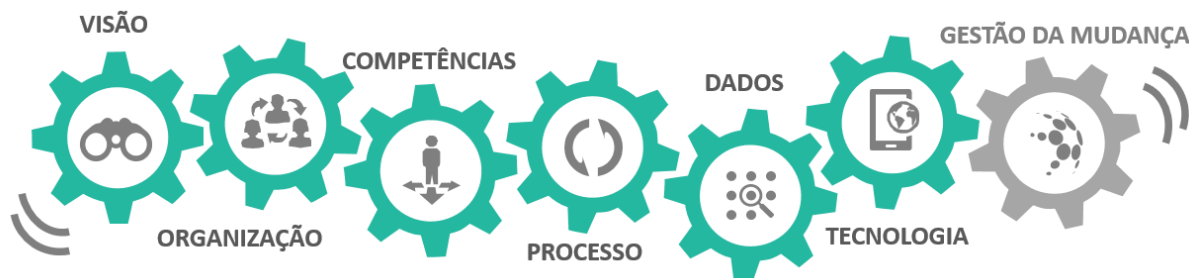 VISÃO
ORGANIZAÇÃO
COMPETÊNCIAS
PROCESSO
DADOS
TECNOLOGIA
GESTÃO DA MUDANÇA